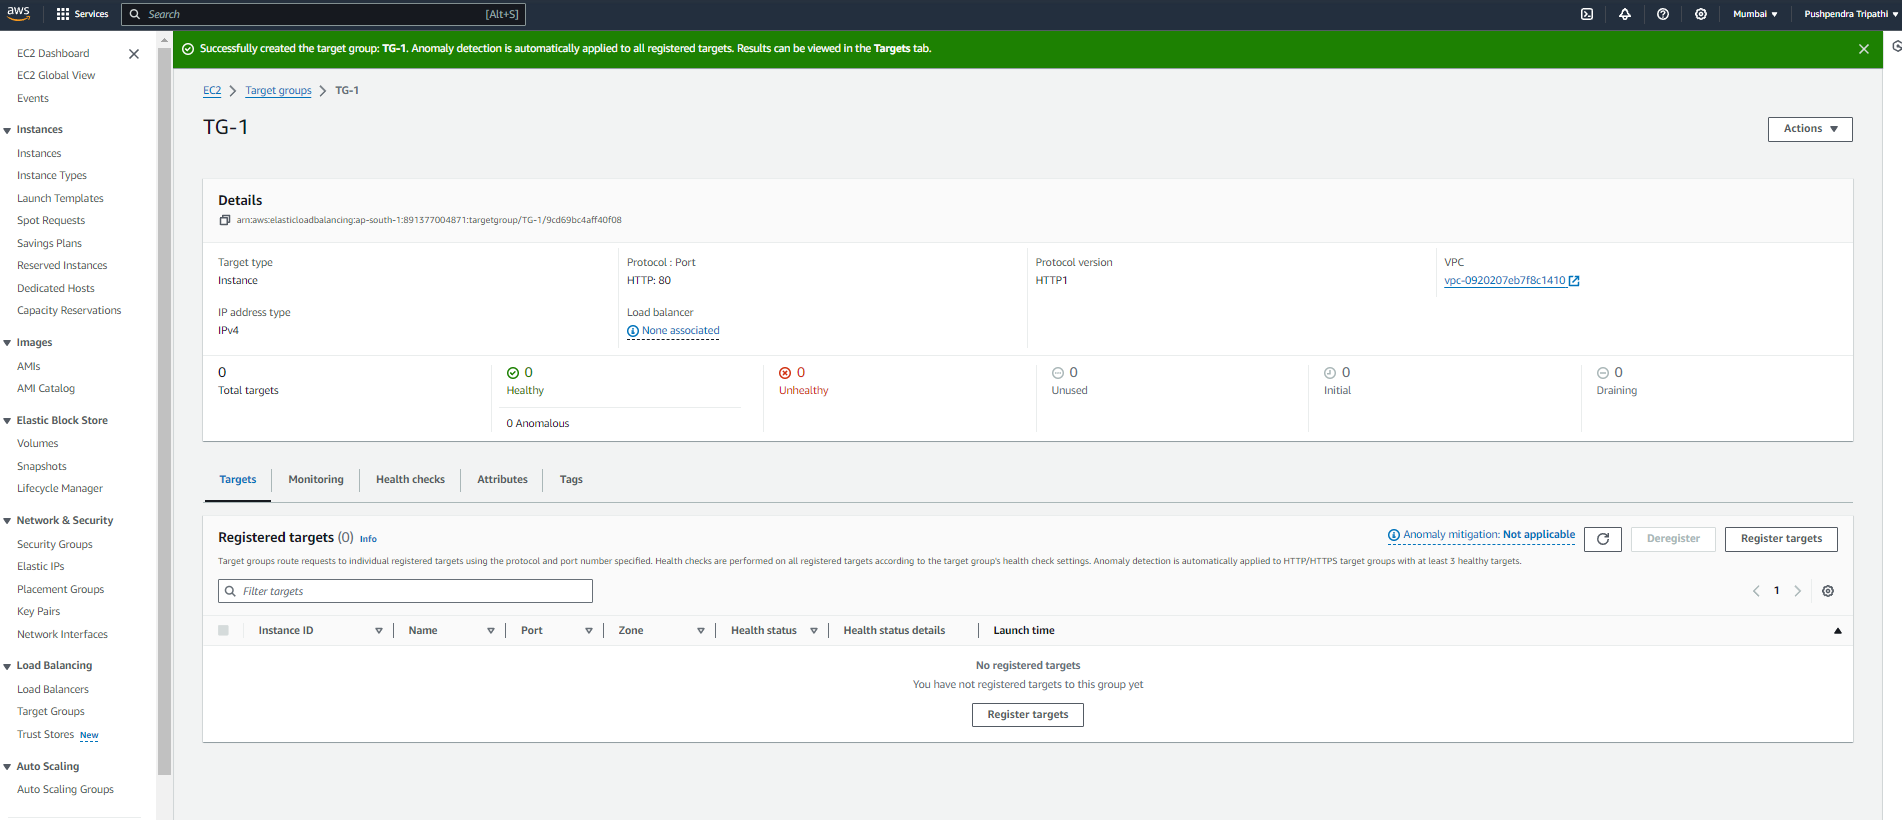 aws Services Search [Alt+S] Mumbai Pushpendra Tripathi
EC2 Dashboard
EC2 Global View
Events
Instances
Instances
Instance Types
Launch Templates
Spot Requests
Savings Plans
Reserved Instances
Dedicated Hosts
Capacity Reservations
Images
AMIs
AMI Catalog
Elastic Block Store
Volumes
Snapshots
Lifecycle Manager
Network & Security
Security Groups
Elastic IPs
Placement Groups
Key Pairs
Network Interfaces
Load Balancing
Load Balancers
Target Groups
Trust Stores New
Auto Scaling
Auto Scaling Groups
Successfully created the target group: TG-1. Anomaly detection is automatically applied to all registered targets. Results can be viewed in the Targets tab.
EC2 > Target groups > TG-1
TG-1
Actions
Details
arn:aws:elasticloadbalancing:ap-south-1:891377004871:targetgroup/TG-1/9cd69bc4aff40f08
Target type Protocol : Port Protocol version VPC
Instance HTTP: 80 HTTP1 vpc-0920207eb7f8c1410
IP address type Load balancer
IPv4 None associated
0 0 0 0 0 0
Total targets Healthy Unhealthy Unused Initial Draining
0 Anomalous
Targets Monitoring Health checks Attributes Tags
Registered targets (0) Info Anomaly mitigation: Not applicable Deregister Register targets
Target groups route requests to individual registered targets using the protocol and port number specified. Health checks are performed on all registered targets according to the target group's health check settings. Anomaly detection is automatically applied to HTTP/HTTPS target groups with at least 3 healthy targets.
Filter targets 1
Instance ID Name Port Zone Health status Health status details Launch time
No registered targets
You have not registered targets to this group yet
Register targets